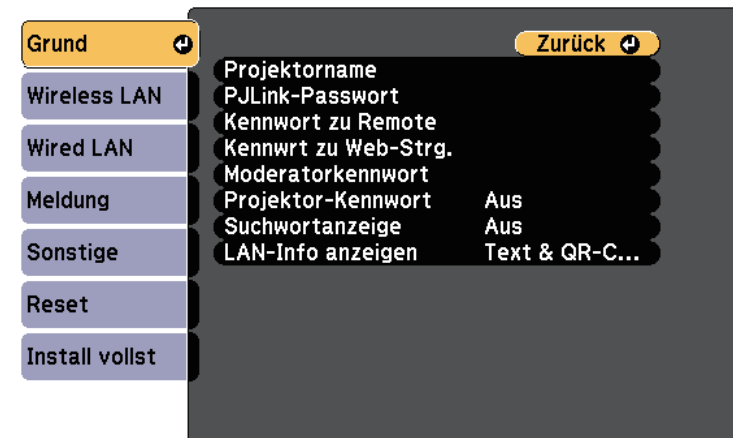 Grund
Wireless LAN
Wired LAN
Meldung
Sonstige
Reset
Install vollst
Zurück
Projektorname
PJLink-Passwort
Kennwort zu Remote
Kennwrt zu Web-Strg.
Moderatorkennwort
Projektor-Kennwort Aus
Suchwortanzeige Aus
LAN-Info anzeigen Text & QR-C...